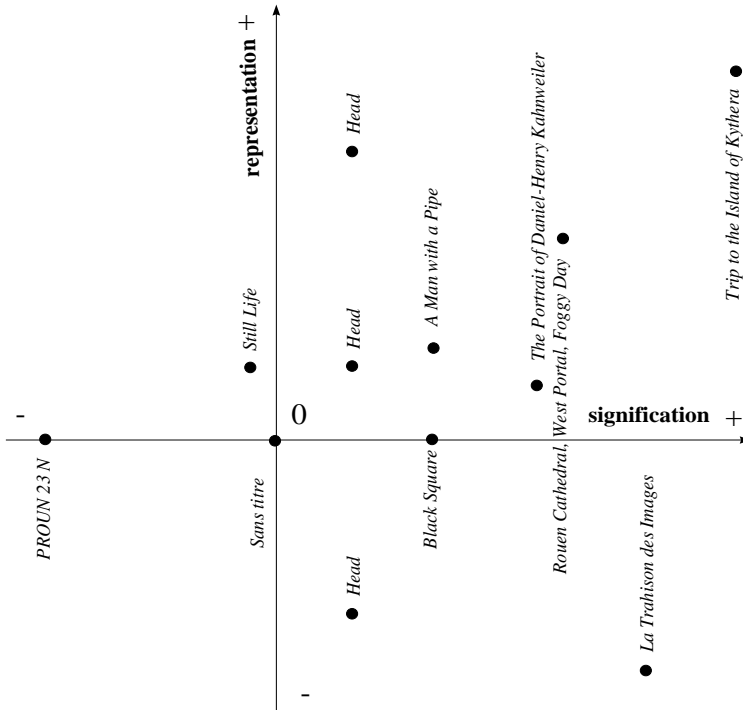 representation +
Head
The Portrait of Daniel-Henry Kahnweiler
Trip to the Island of Kythera
Still Life
Head
A Man with a Pipe
Rouen Cathedral, West Portal, Foggy Day
-
0
signification +
PROUN 23 N
Sans titre
Black Square
Head
La Trahison des Images
-